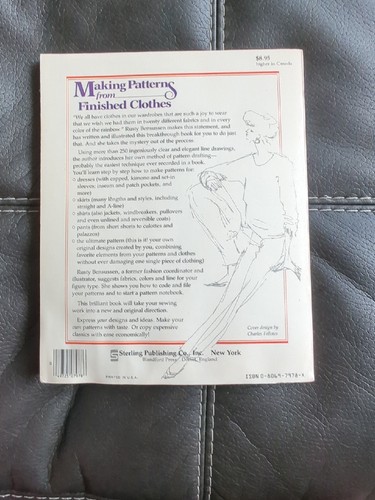 $8.95
Higher in Canada
Making Patterns
from
Finished Clothes
"We all have clothes in our wardrobes that are such a joy to wear
that we wish we had them in twenty different fabrics and in every
color of the rainbow." Rusty Bensussen makes this statement, and
has written and illustrated this breakthrough book for you to do just
that. And she takes the mystery out of the process.
Using more than 250 ingeniously clear and elegant line drawings,
the author introduces her own method of pattern drafting—
probably the easiest technique ever recorded in a book.
You'll learn step by step how to make patterns for:
◊ dresses (with capped, kimono and set-in
sleeves; inseam and patch pockets, and
more)
◊ skirts (many lengths and styles, including
straight and A-line)
◊ shirts (also jackets, windbreakers, pullovers
and even unlined and reversible coats)
◊ pants (from short shorts to culottes and
palazzos)
◊ the ultimate pattern (this is it! your own
original designs created by you, combining
favorite elements from your patterns and clothes
without ever damaging one single piece of clothing)
Rusty Bensussen, a former fashion coordinator and
illustrator, suggests fabrics, colors and line for your
figure type. She shows you how to code and file
your patterns and to start a pattern notebook.
This brilliant book will take your sewing
work into a new and original direction.
Express your designs and ideas. Make your
own patterns with taste. Or copy expensive
classics with ease economically!
Cover design by
Charles Fellows
Sterling Publishing Co., Inc. New York
Blandford Press Dorset, England
ISBN 0-8069-7978-X